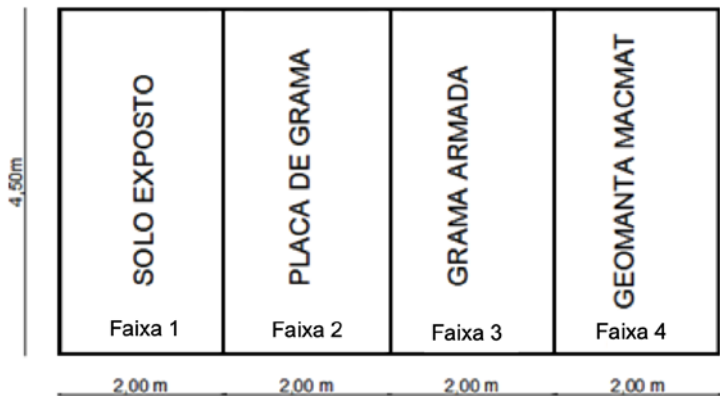 4,50m
SOLO EXPOSTO
PLACA DE GRAMA
GRAMA ARMADA
GEOMANTA MACMAT
Faixa 1
Faixa 2
Faixa 3
Faixa 4
2,00 m
2,00 m
2,00 m
2,00 m